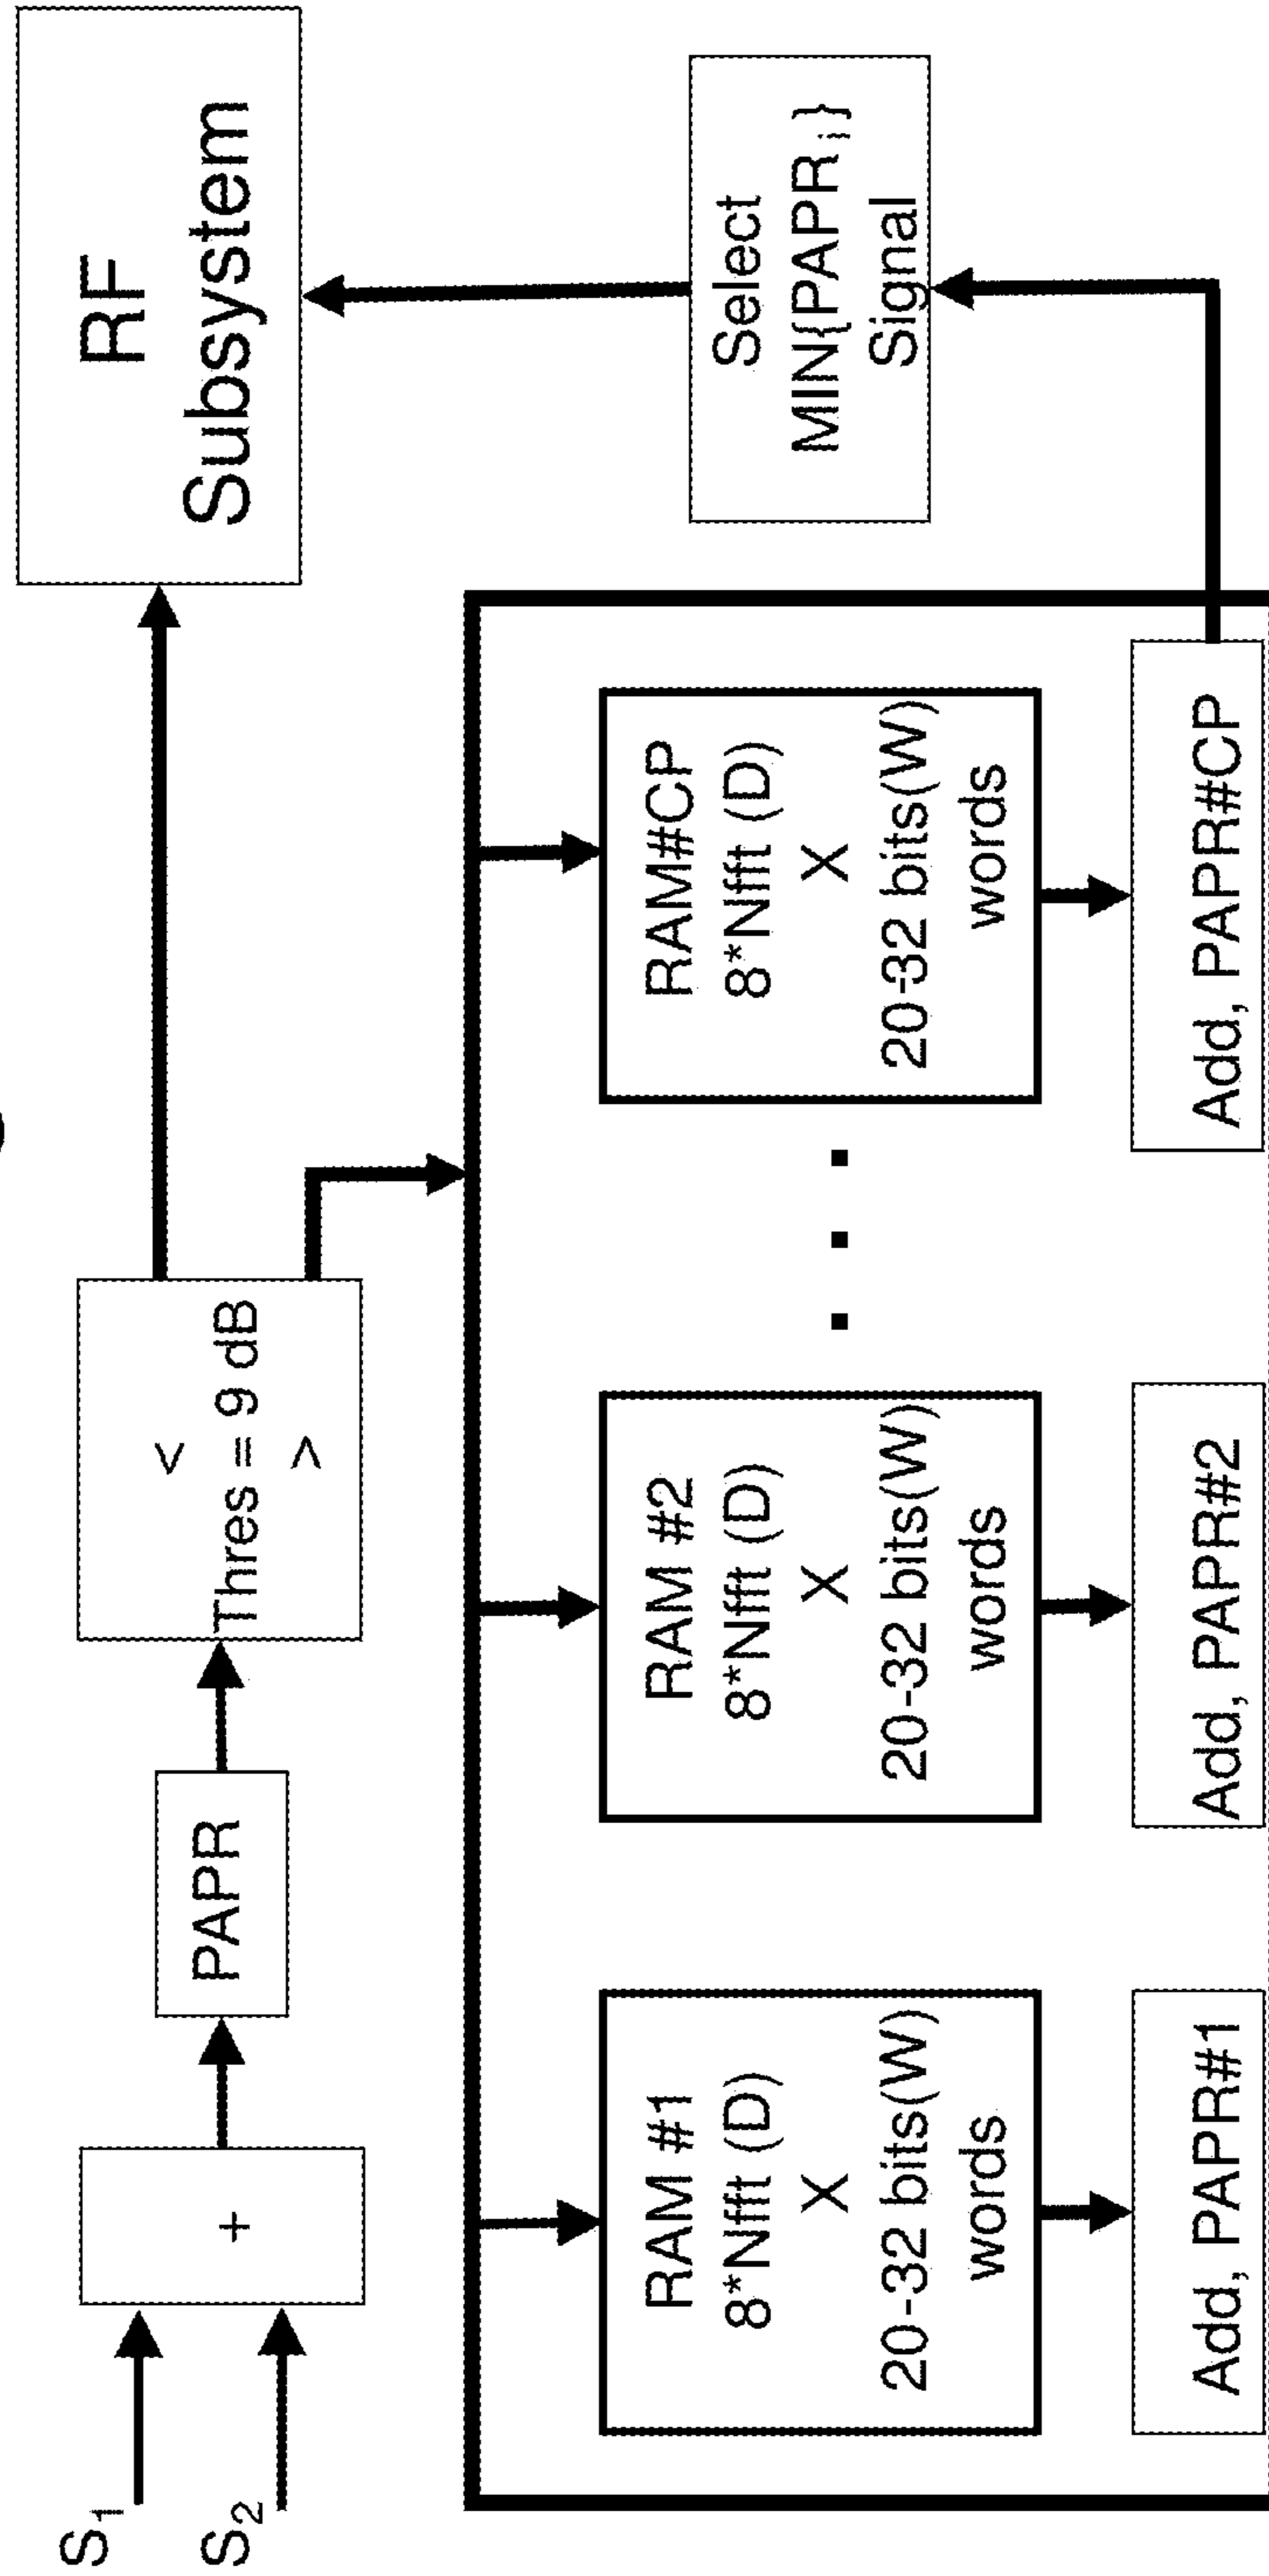 S1
S2
+
PAPR
<
Thres = 9 dB
>
RF
Subsystem
RAM #1
8*Nfft (D)
X
20-32 bits(W)
words
RAM #2
8*Nfft (D)
X
20-32 bits(W)
words
. . .
RAM#CP
8*Nfft (D)
X
20-32 bits(W)
words
Select
MIN{PAPR i }
Signal
Add, PAPR#1
Add, PAPR#2
Add, PAPR#CP